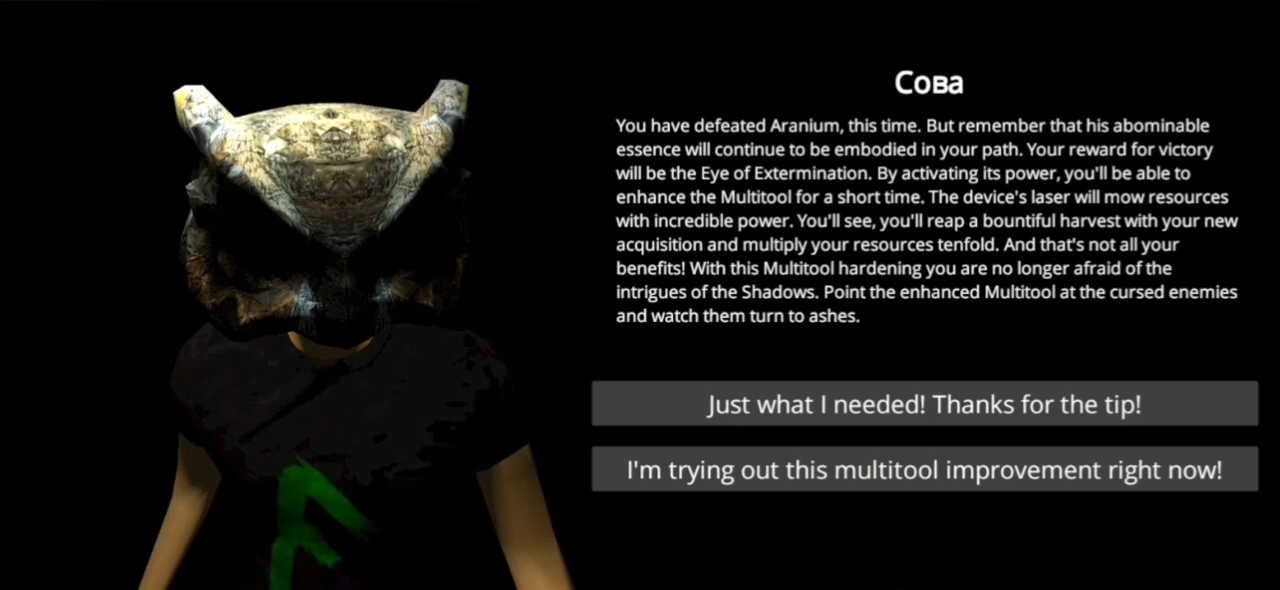 Сова
You have defeated Aranium, this time. But remember that his abominable
essence will continue to be embodied in your path. Your reward for victory
will be the Eye of Extermination. By activating its power, you'll be able to
enhance the Multitool for a short time. The device's laser will mow resources
with incredible power. You'll see, you'll reap a bountiful harvest with your new
acquisition and multiply your resources tenfold. And that's not all your
benefits! With this Multitool hardening you are no longer afraid of the
intrigues of the Shadows. Point the enhanced Multitool at the cursed enemies
and watch them turn to ashes.
Just what I needed! Thanks for the tip!
I'm trying out this multitool improvement right now!